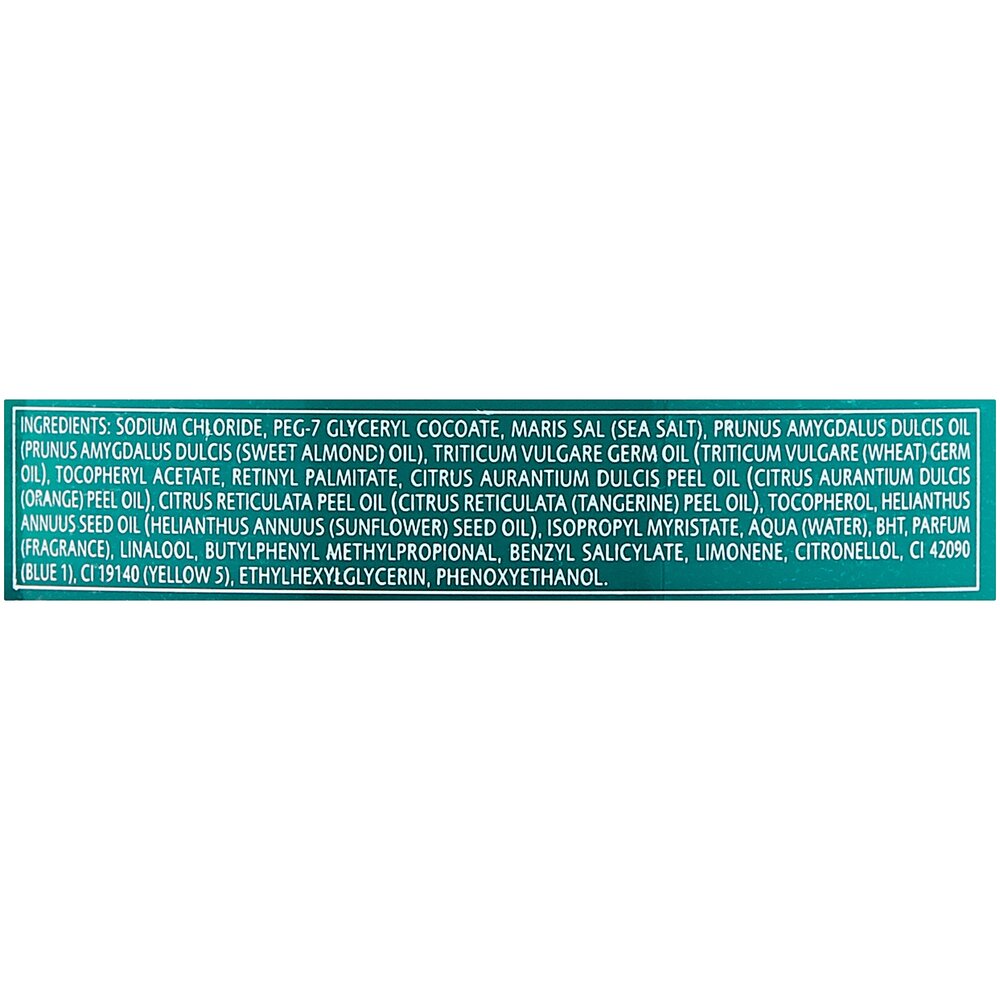 INGREDIENTS: SODIUM CHLORIDE, PEG-7 GLYCERYL COCOATE, MARIS SAL (SEA SALT), PRUNUS AMYGDALUS DULCIS OIL
(PRUNUS AMYGDALUS DULCIS (SWEET ALMOND) OIL), TRITICUM VULGARE GERM OIL (TRITICUM VULGARE (WHEAT) GERM
OIL), TOCOPHERYL ACETATE, RETINYL PALMITATE, CITRUS AURANTIUM DULCIS PEEL OIL (CITRUS AURANTIUM DULCIS
(ORANGE) PEEL OIL), CITRUS RETICULATA PEEL OIL (CITRUS RETICULATA (TANGERINE) PEEL OIL), TOCOPHEROL, HELIANTHUS
ANNUUS SEED OIL (HELIANTHUS ANNUUS (SUNFLOWER) SEED OIL), ISOPROPYL MYRISTATE, AQUA (WATER), BHT, PARFUM
(FRAGRANCE), LINALOOL, BUTYLPHENYL METHYLPROPIONAL, BENZYL SALICYLATE, LIMONENE, CITRONELLOL, CI 42090
(BLUE 1), CI 19140 (YELLOW 5), ETHYLHEXYLGLYCERIN, PHENOXYETHANOL.